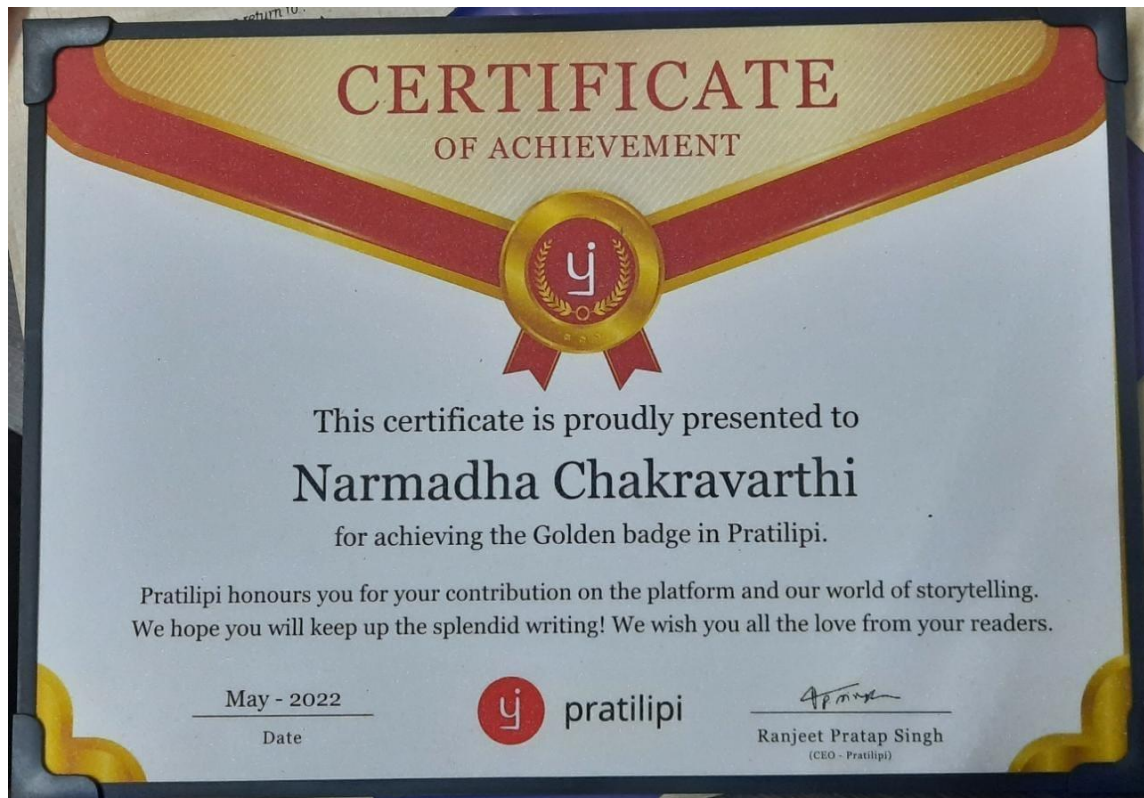 return to
CERTIFICATE
OF ACHIEVEMENT
This certificate is proudly presented to
Narmadha Chakravarthi
for achieving the Golden badge in Pratilipi.
Pratilipi honours you for your contribution on the platform and our world of storytelling.
We hope you will keep up the splendid writing! We wish you all the love from your readers.
May - 2022
Date
pratilipi
Ranjeet Pratap Singh
(CEO - Pratilipi)